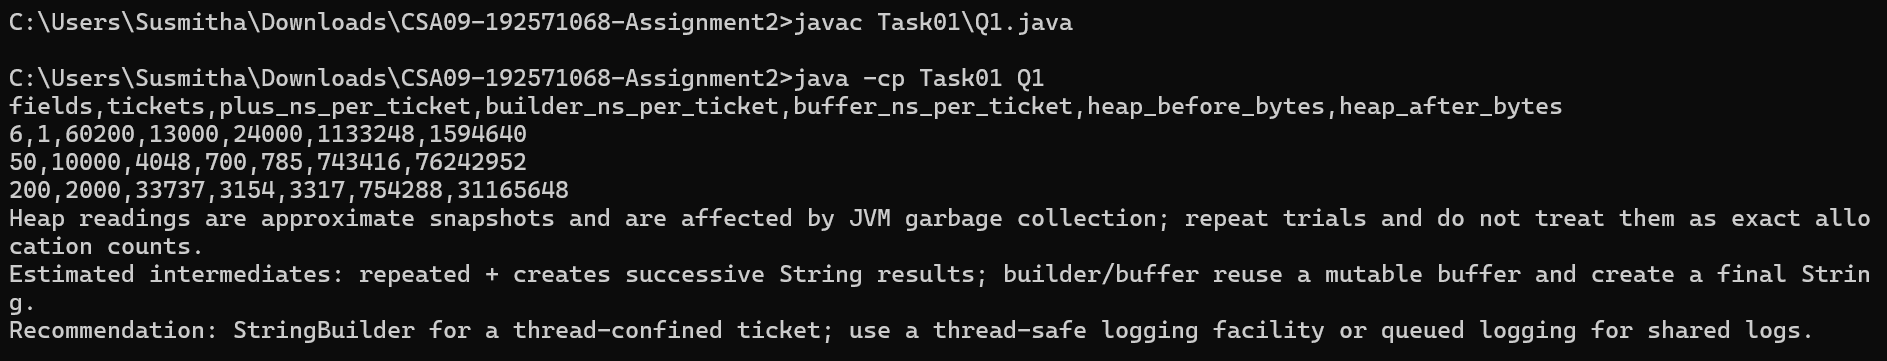 C:\Users\Susmitha\Downloads\CSA09-192571068-Assignment2>javac Task01\Q1.java
C:\Users\Susmitha\Downloads\CSA09-192571068-Assignment2>java -cp Task01 Q1
fields,tickets,plus_ns_per_ticket,builder_ns_per_ticket,buffer_ns_per_ticket,heap_before_bytes,heap_after_bytes
6,1,60200,13000,24000,1133248,1594640
50,10000,4048,700,785,743416,76242952
200,2000,33737,3154,3317,754288,31165648
Heap readings are approximate snapshots and are affected by JVM garbage collection; repeat trials and do not treat them as exact allo
cation counts.
Estimated intermediates: repeated + creates successive String results; builder/buffer reuse a mutable buffer and create a final Strin
g.
Recommendation: StringBuilder for a thread-confined ticket; use a thread-safe logging facility or queued logging for shared logs.